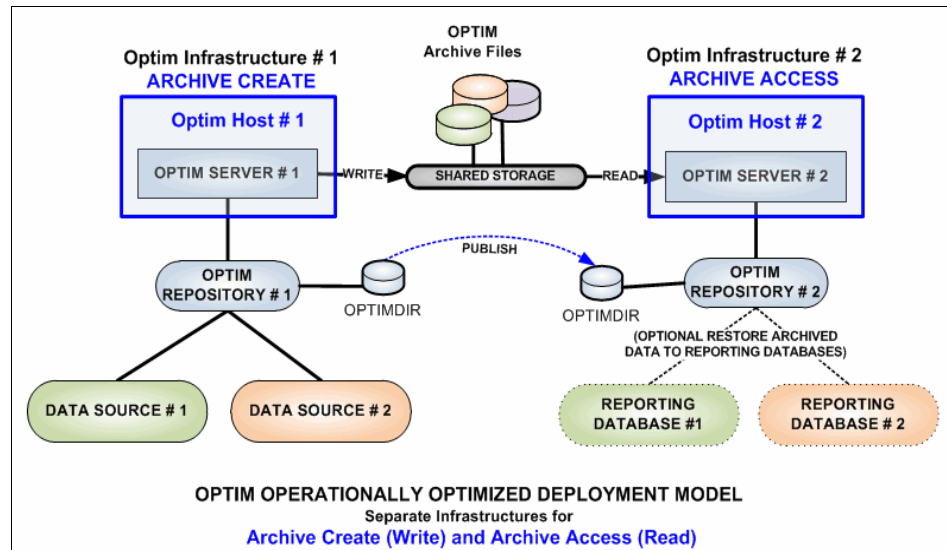 OPTIM
Archive Files
Optim Infrastructure # 1
ARCHIVE CREATE
Optim Infrastructure # 2
ARCHIVE ACCESS
Optim Host # 1
Optim Host # 2
OPTIM SERVER # 1
WRITE
SHARED STORAGE
READ
OPTIM SERVER # 2
PUBLISH
OPTIM
REPOSITORY # 1
OPTIMDIR
OPTIMDIR
OPTIM
REPOSITORY # 2
(OPTIONAL RESTORE ARCHIVED
DATA TO REPORTING DATABASES)
DATA SOURCE # 1
DATA SOURCE # 2
REPORTING
DATABASE #1
REPORTING
DATABASE # 2
OPTIM OPERATIONALLY OPTIMIZED DEPLOYMENT MODEL
Separate Infrastructures for
Archive Create (Write) and Archive Access (Read)